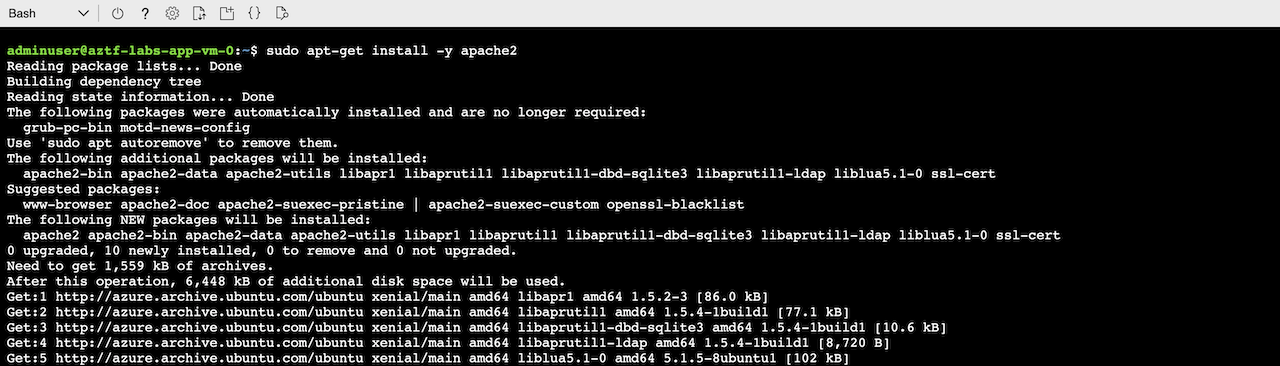 Bash
adminuser@aztf-labs-app-vm-0:~$ sudo apt-get install -y apache2
Reading package lists... Done
Building dependency tree
Reading state information... Done
The following packages were automatically installed and are no longer required:
  grub-pc-bin motd-news-config
Use 'sudo apt autoremove' to remove them.
The following additional packages will be installed:
  apache2-bin apache2-data apache2-utils libapr1 libaprutil1 libaprutil1-dbd-sqlite3 libaprutil1-ldap liblua5.1-0 ssl-cert
Suggested packages:
  www-browser apache2-doc apache2-suexec-pristine | apache2-suexec-custom openssl-blacklist
The following NEW packages will be installed:
  apache2 apache2-bin apache2-data apache2-utils libapr1 libaprutil1 libaprutil1-dbd-sqlite3 libaprutil1-ldap liblua5.1-0 ssl-cert
0 upgraded, 10 newly installed, 0 to remove and 0 not upgraded.
Need to get 1,559 kB of archives.
After this operation, 6,448 kB of additional disk space will be used.
Get:1 http://azure.archive.ubuntu.com/ubuntu xenial/main amd64 libapr1 amd64 1.5.2-3 [86.0 kB]
Get:2 http://azure.archive.ubuntu.com/ubuntu xenial/main amd64 libaprutil1 amd64 1.5.4-1build1 [77.1 kB]
Get:3 http://azure.archive.ubuntu.com/ubuntu xenial/main amd64 libaprutil1-dbd-sqlite3 amd64 1.5.4-1build1 [10.6 kB]
Get:4 http://azure.archive.ubuntu.com/ubuntu xenial/main amd64 libaprutil1-ldap amd64 1.5.4-1build1 [8,720 B]
Get:5 http://azure.archive.ubuntu.com/ubuntu xenial/main amd64 liblua5.1-0 amd64 5.1.5-8ubuntu1 [102 kB]